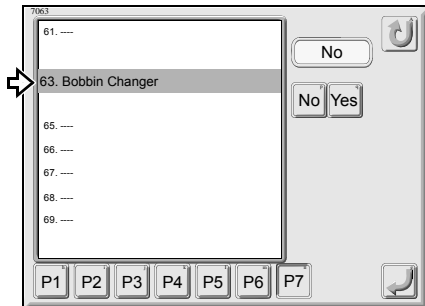 7063
61. ----
No
63. Bobbin Changer
No Yes
65. ----
66. ----
67. ----
68. ----
69. ----
P1 P2 P3 P4 P5 P6 P7